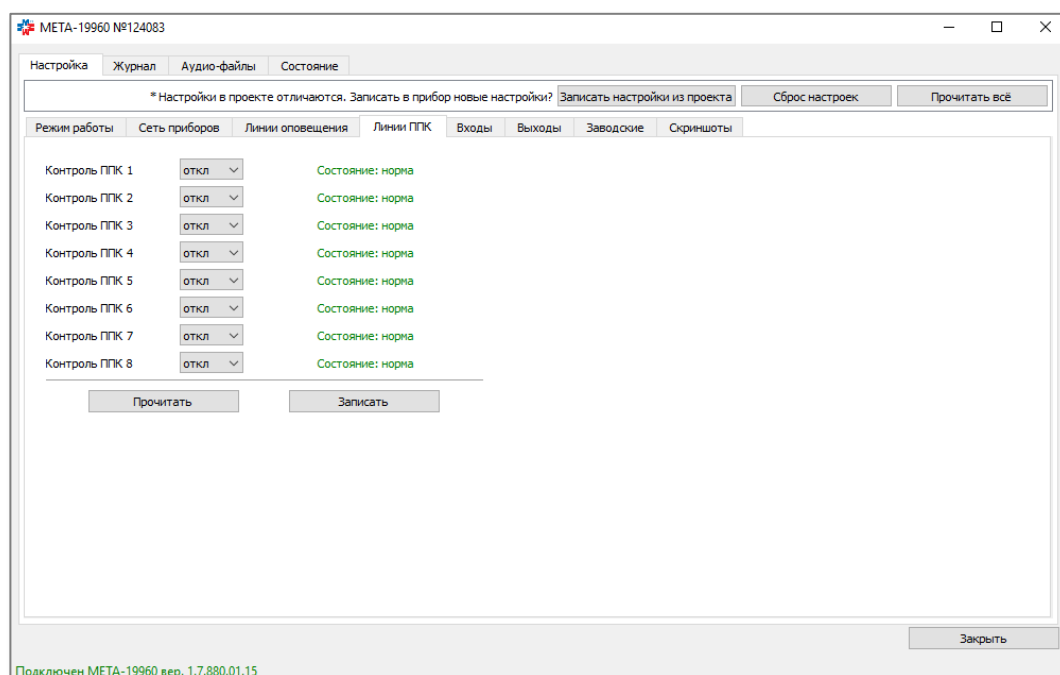 МЕТА-19960 №124083
Настройка Журнал Аудио-файлы Состояние
* Настройки в проекте отличаются. Записать в прибор новые настройки? Записать настройки из проекта Сброс настроек Прочитать всё
Режим работы Сеть приборов Линии оповещения Линии ППК Входы Выходы Заводские Скриншоты
Контроль ППК 1 откл Состояние: норма
Контроль ППК 2 откл Состояние: норма
Контроль ППК 3 откл Состояние: норма
Контроль ППК 4 откл Состояние: норма
Контроль ППК 5 откл Состояние: норма
Контроль ППК 6 откл Состояние: норма
Контроль ППК 7 откл Состояние: норма
Контроль ППК 8 откл Состояние: норма
Прочитать Записать
Закрыть
Подключен МЕТА-19960 вер. 1.7.880.01.15